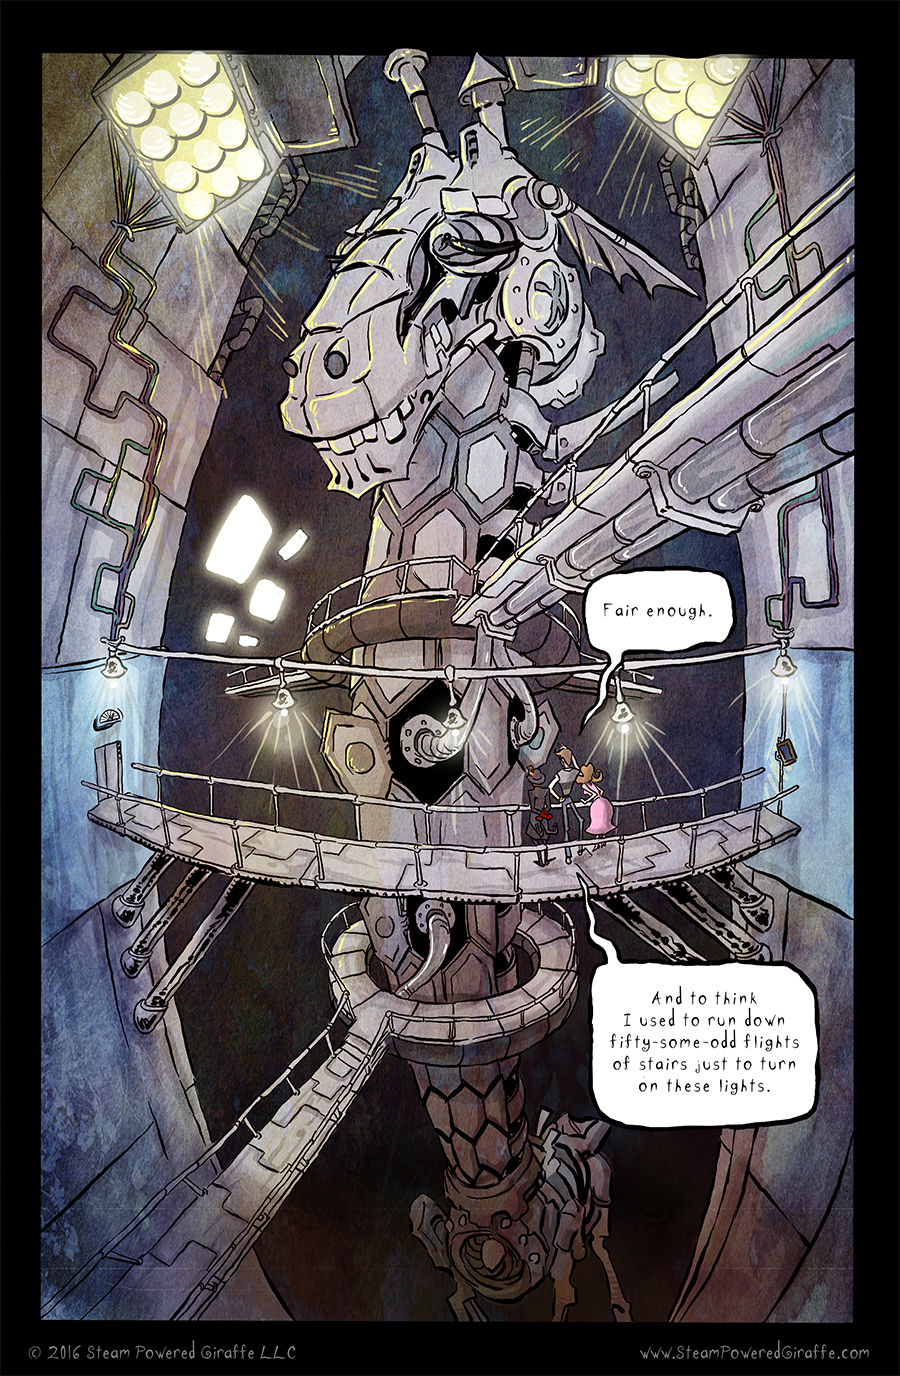 Fair enough.
And to think
I used to run down
fifty-some-odd flights
of stairs just to turn
on these lights.
© 2016 Steam Powered Giraffe LLC
www.SteamPoweredGiraffe.com